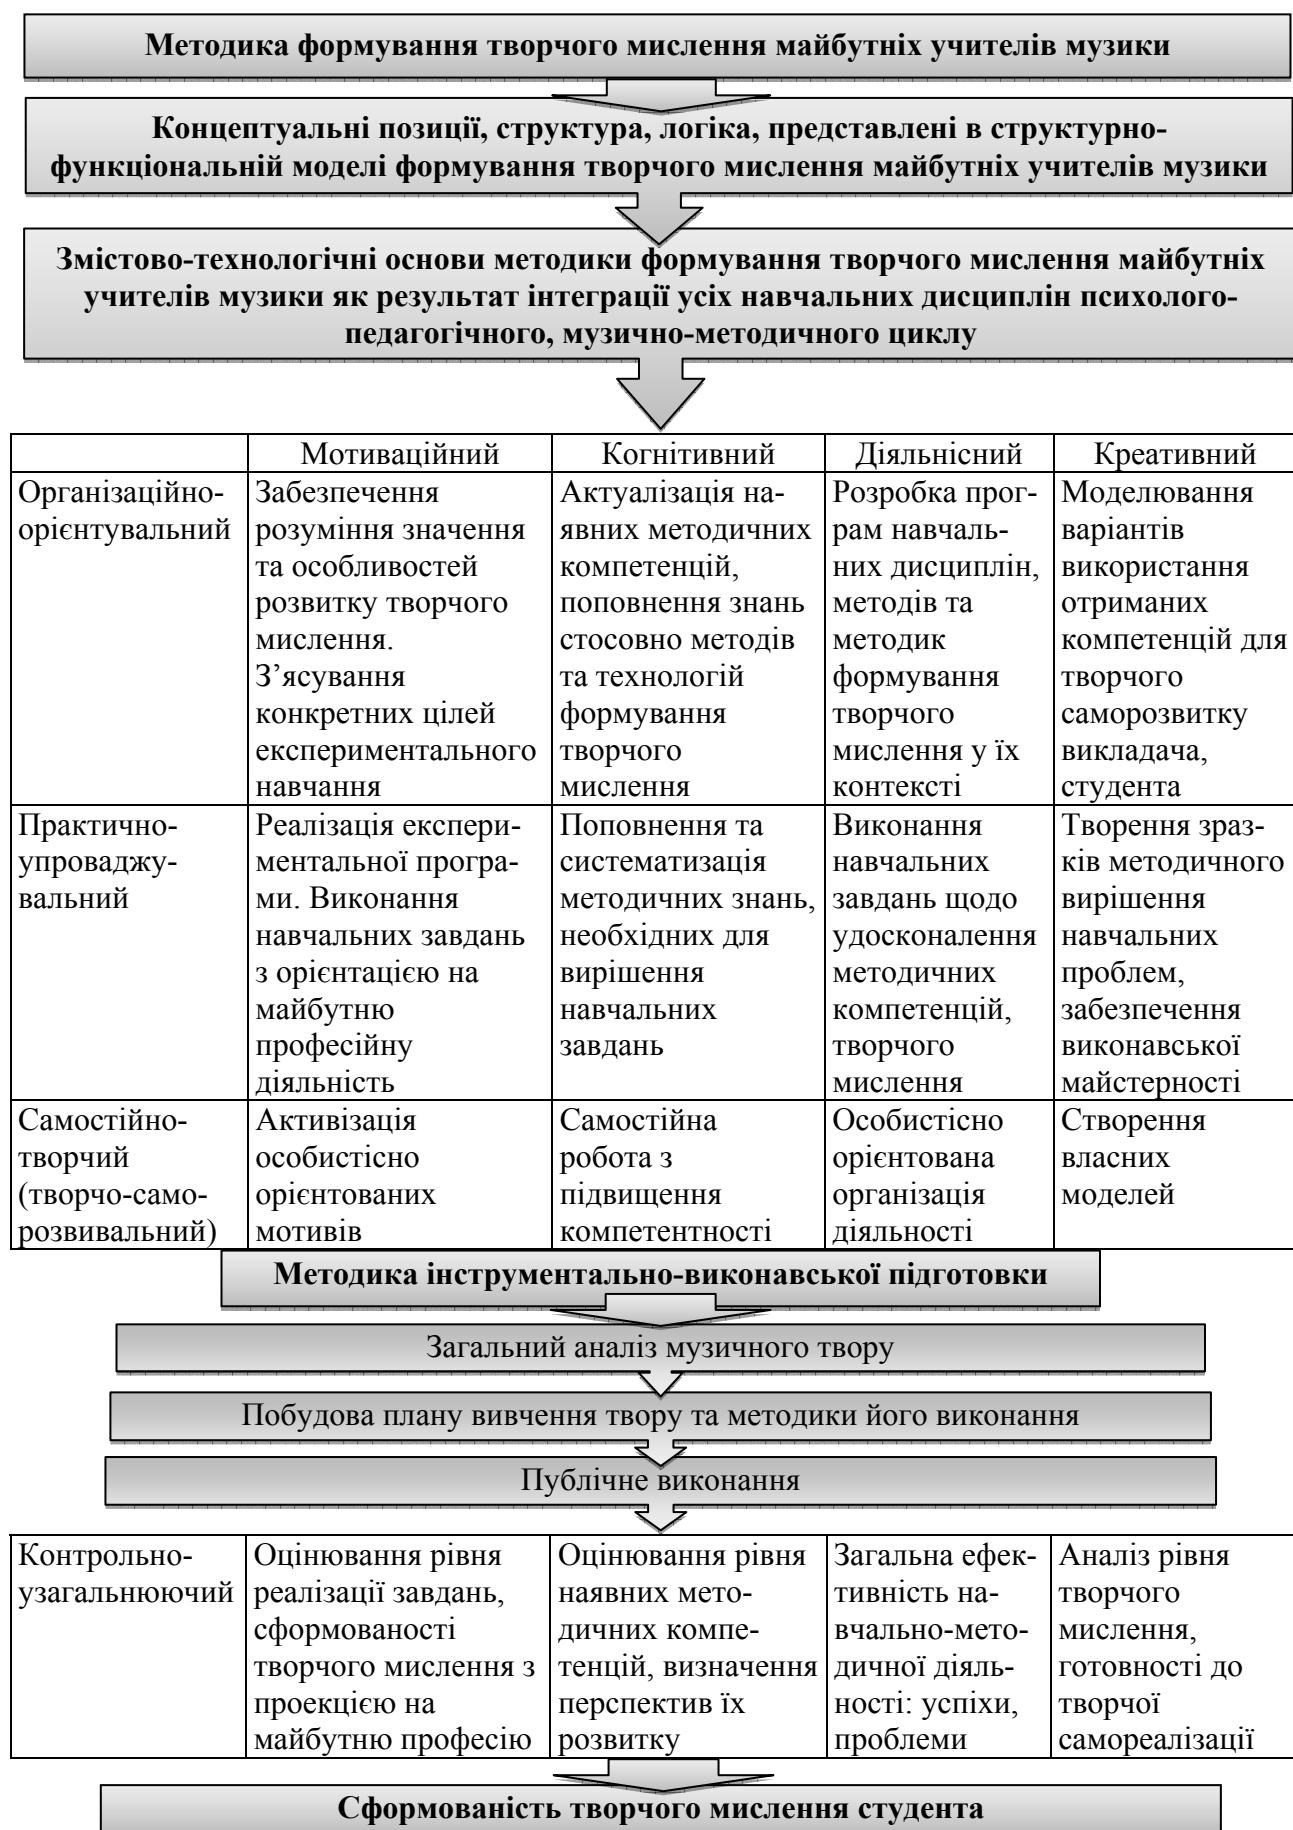 Методика формування творчого мислення майбутніх учителів музики
Концептуальні позиції, структура, логіка, представлені в структурно-
функціональній моделі формування творчого мислення майбутніх учителів музики
Змістово-технологічні основи методики формування творчого мислення майбутніх
учителів музики як результат інтеграції усіх навчальних дисциплін психолого-
педагогічного, музично-методичного циклу
Мотиваційний
Когнітивний
Діяльнісний
Креативний
Організаційно-
орієнтувальний
Забезпечення
розуміння значення
та особливостей
розвитку творчого
мислення.
З’ясування
конкретних цілей
експериментального
навчання
Актуалізація на-
явних методичних
компетенцій,
поповнення знань
стосовно методів
та технологій
формування
творчого
мислення
Розробка прог-
рам навчаль-
них дисциплін,
методів та
методик
формування
творчого
мислення у їх
контексті
Моделювання
варіантів
використання
отриманих
компетенцій для
творчого
саморозвитку
викладача,
студента
Практично-
упроваджу-
вальний
Реалізація експери-
ментальної програ-
ми. Виконання
навчальних завдань
з орієнтацією на
майбутню
професійну
діяльність
Поповнення та
систематизація
методичних знань,
необхідних для
вирішення
навчальних
завдань
Виконання
навчальних
завдань щодо
удосконалення
методичних
компетенцій,
творчого
мислення
Творення зраз-
ків методичного
вирішення
навчальних
проблем,
забезпечення
виконавської
майстерності
Самостійно-
творчий
(творчо-само-
розвивальний)
Активізація
особистісно
орієнтованих
мотивів
Самостійна
робота з
підвищення
компетентності
Особистісно
орієнтована
організація
діяльності
Створення
власних
моделей
Методика інструментально-виконавської підготовки
Загальний аналіз музичного твору
Побудова плану вивчення твору та методики його виконання
Публічне виконання
Контрольно-
узагальнюючий
Оцінювання рівня
реалізації завдань,
сформованості
творчого мислення з
проекцією на
майбутню професію
Оцінювання рівня
наявних мето-
дичних компе-
тенцій, визначення
перспектив їх
розвитку
Загальна ефек-
тивність на-
вчально-мето-
дичної діяль-
ності: успіхи,
проблеми
Аналіз рівня
творчого
мислення,
готовності до
творчої
самореалізації
Сформованість творчого мислення студента